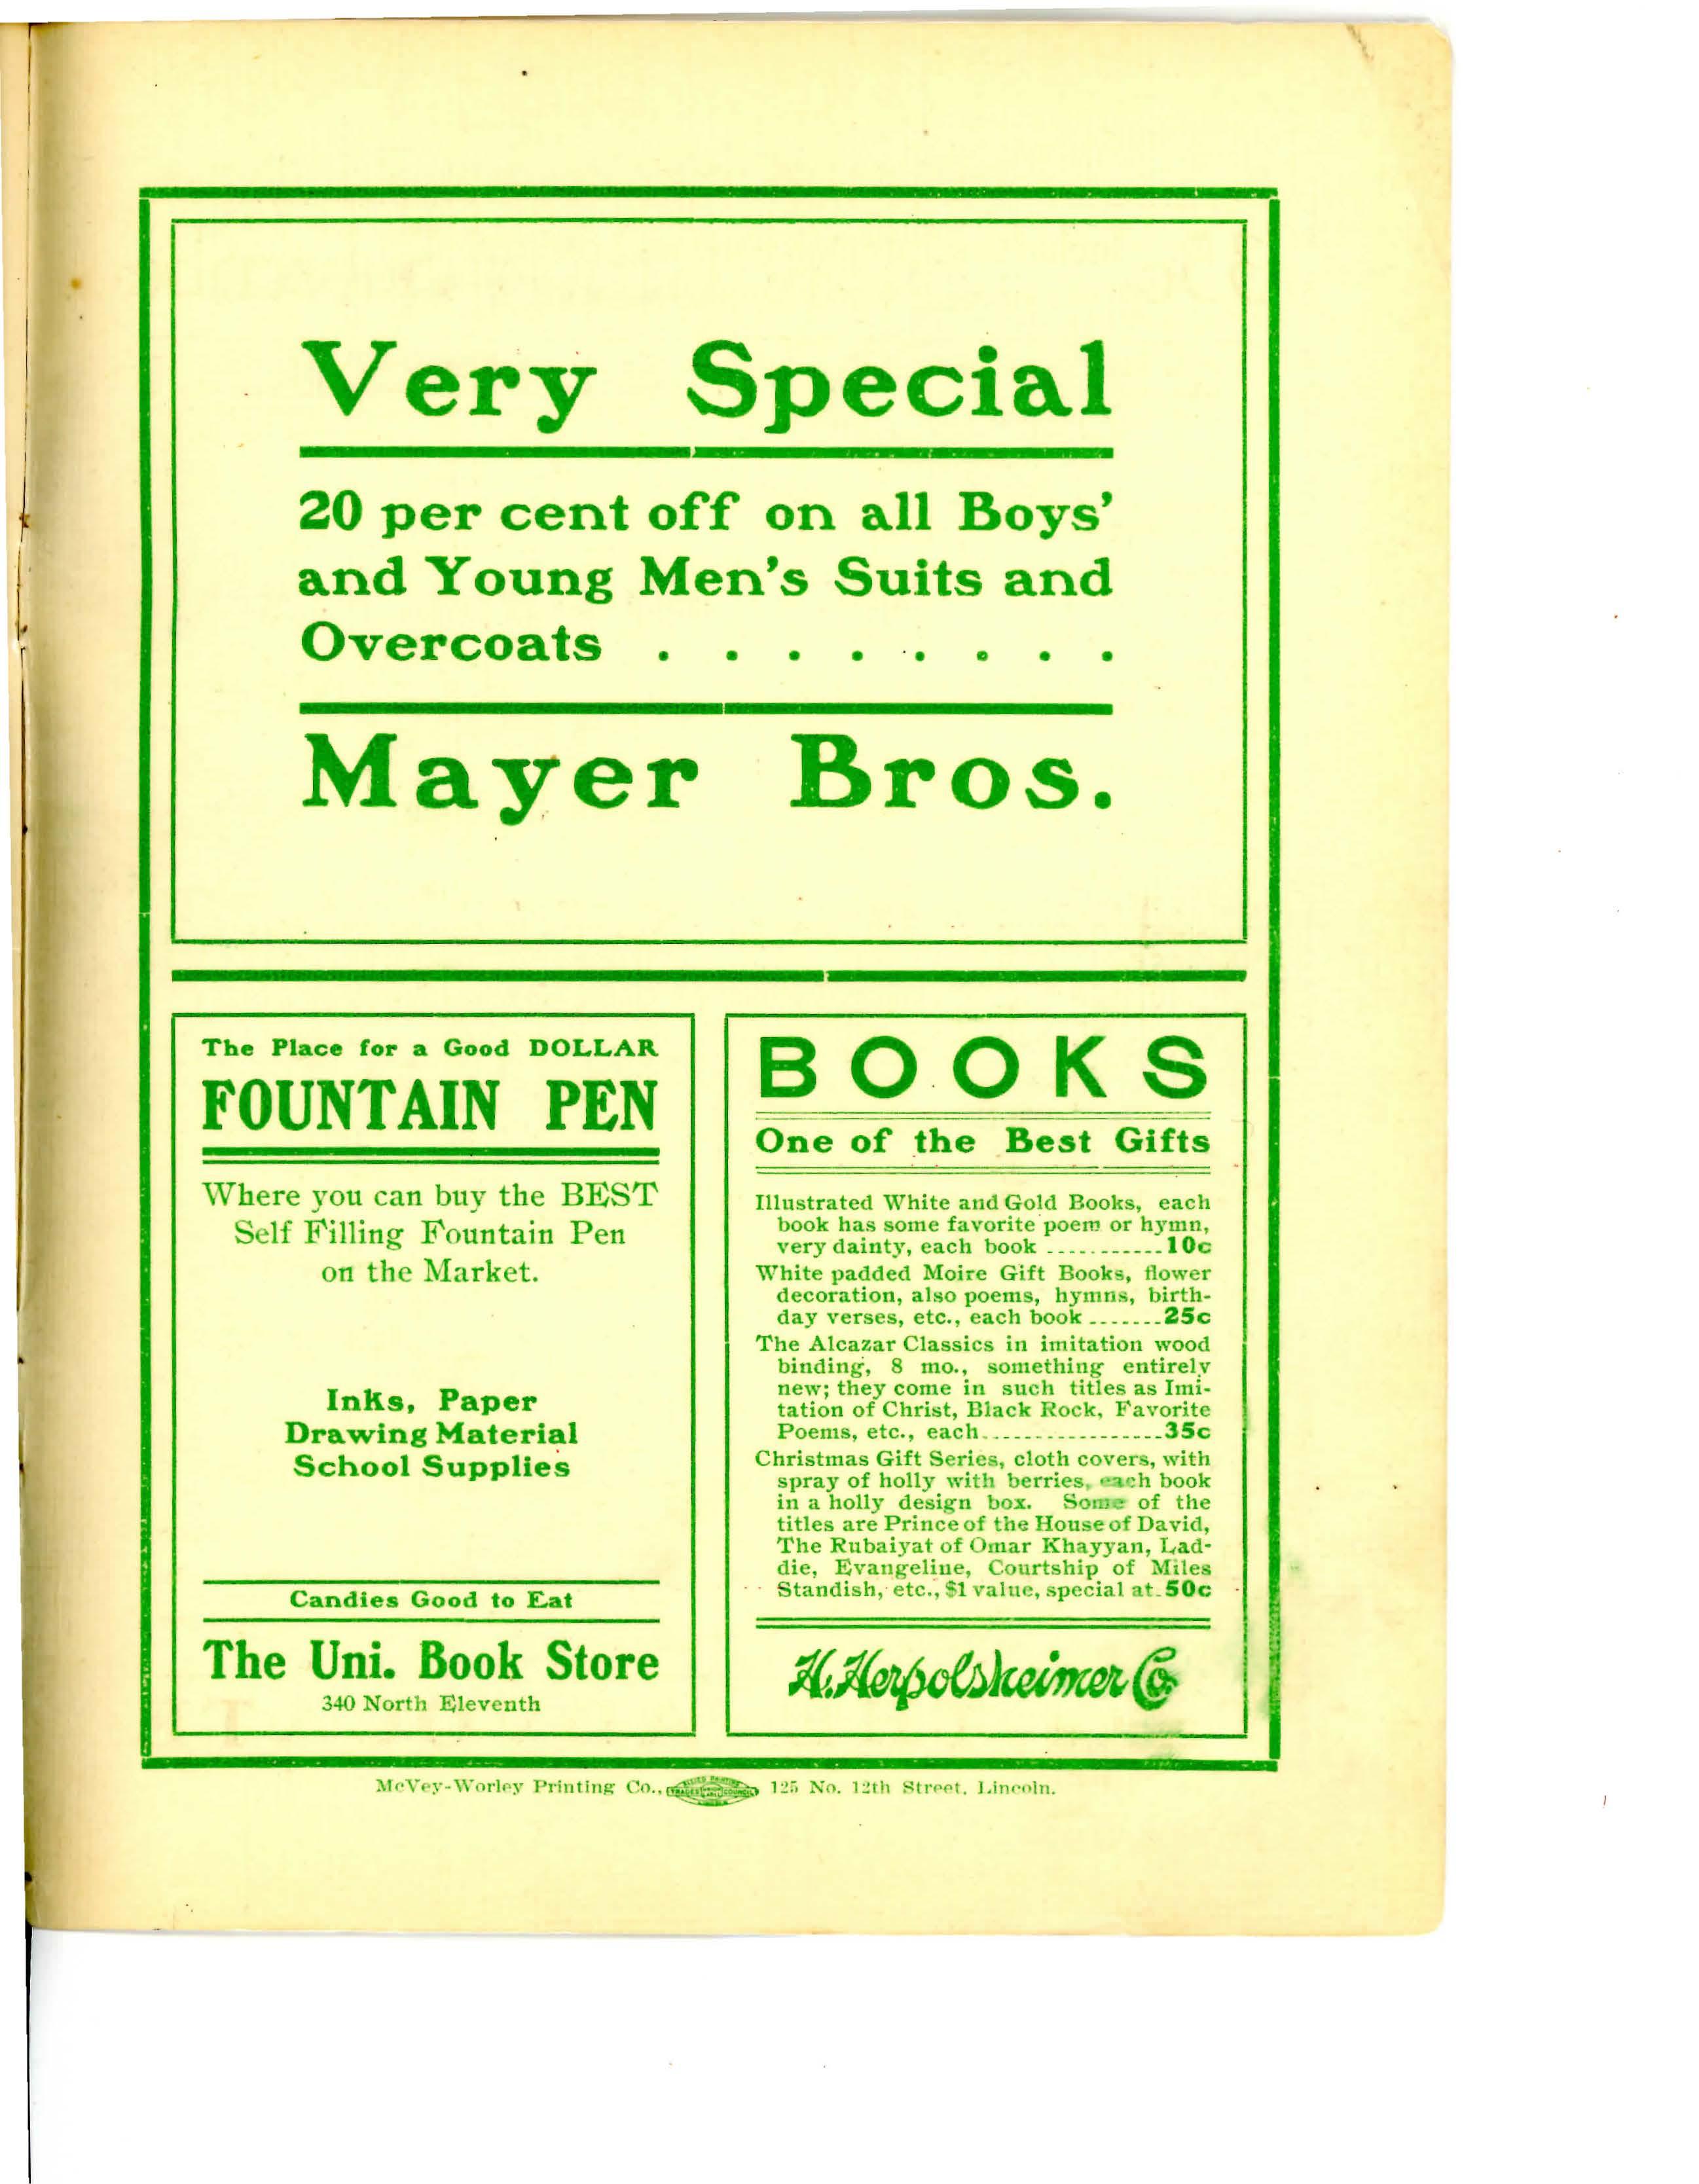 Very Special
20 per cent off on all Boys'
and Young Men's Suits and
Overcoats . . . . . . . .
Mayer Bros.
The Place for a Good DOLLAR
FOUNTAIN PEN
Where you can buy the BEST
Self Filling Fountain Pen
on the Market.
Inks, Paper
Drawing Material
School Supplies
Candies Good to Eat
The Uni. Book Store
340 North Eleventh
BOOKS
One of the Best Gifts
Illustrated White and Gold Books, each
book has some favorite poem or hymn,
very dainty, each book ...........10c
White padded Moire Gift Books, flower
decoration, also poems, hymns, birth-
day verses, etc., each book .......25c
The Alcazar Classics in imitation wood
binding, 8 mo., something entirely
new; they come in such titles as Imi-
tation of Christ, Black Rock, Favorite
Poems, etc., each.................35c
Christmas Gift Series, cloth covers, with
spray of holly with berries, each book
in a holly design box. Some of the
titles are Prince of the House of David,
The Rubaiyat of Omar Khayyan, Lad-
die, Evangeline, Courtship of Miles
Standish, etc., $1 value, special at..50c
H. Herpolsheimer Co.
McVey-Worley Printing Co., 125 No. 12th Street, Lincoln.